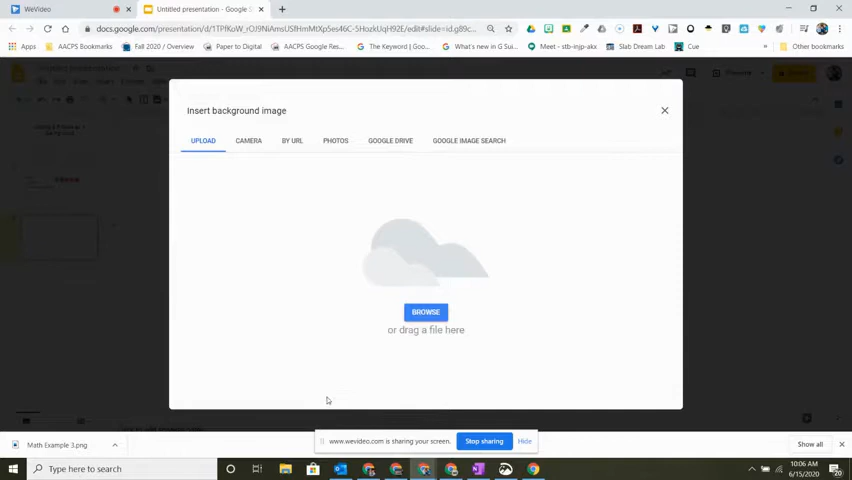 WeVideo
Untitled presentation - Google S
docs.google.com/presentation/d/1TPfKoW_rOJ9NiAmsUSfHmMtXp5es46C-5HozkUqH92E/edit#slide=id.g89c...
Apps
AACPS Bookmarks
Fall 2020 / Overview
Paper to Digital
AACPS Google Res...
The Keyword | Goo...
What's new in G Sui...
Meet - stb-injp-akx
Slab Dream Lab
Cue
»
Other bookmarks
Insert background image
UPLOAD
CAMERA
BY URL
PHOTOS
GOOGLE DRIVE
GOOGLE IMAGE SEARCH
BROWSE
or drag a file here
www.wevideo.com is sharing your screen.
Stop sharing
Hide
Math Example 3.png
Show all
Type here to search
10:06 AM
6/15/2020
20